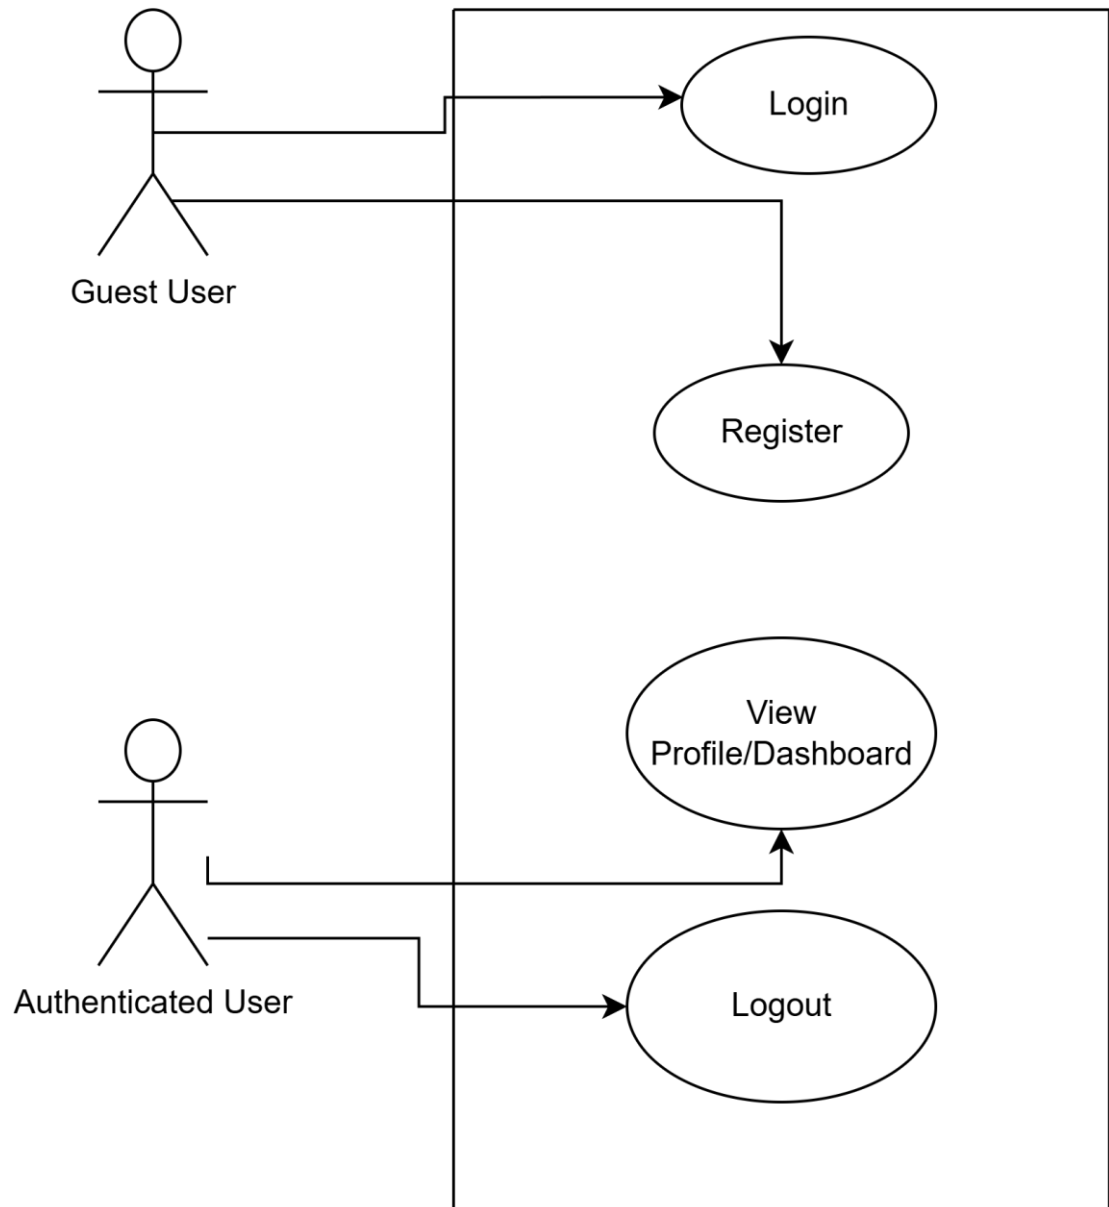 Login
Guest User
Register
View
Profile/Dashboard
Authenticated User
Logout